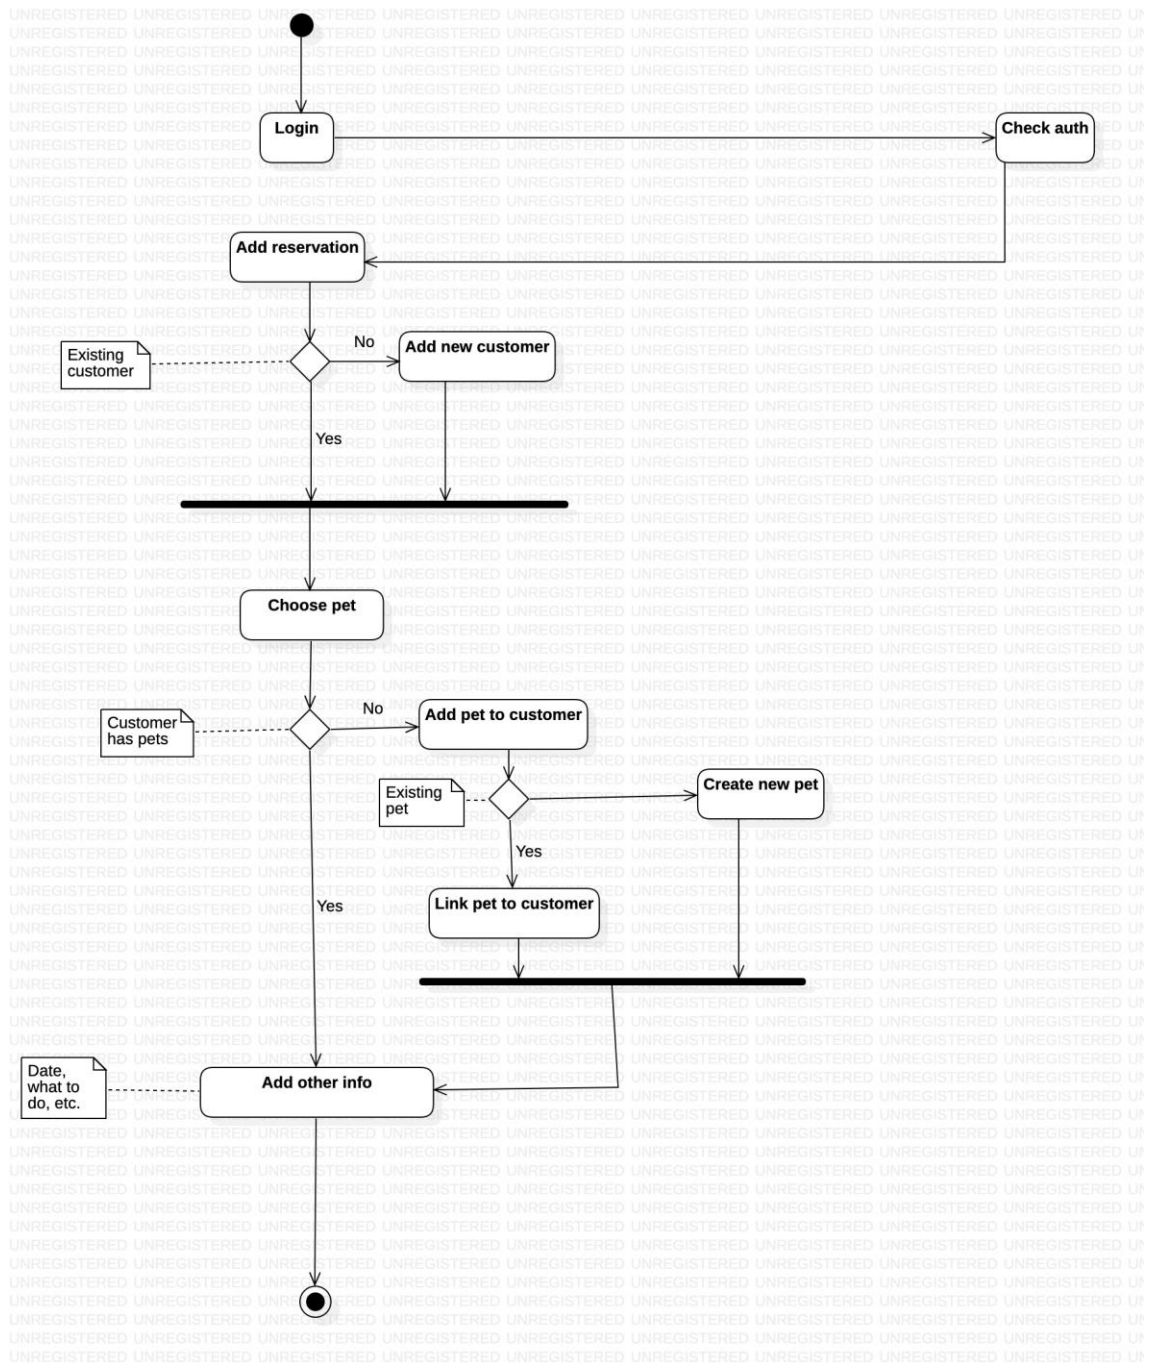 Login
Check auth
Add reservation
No
Add new customer
Existing
customer
Yes
Choose pet
No
Add pet to customer
Customer
has pets
Create new pet
Existing
pet
Yes
Link pet to customer
Yes
Date,
what to
do, etc.
Add other info
UNREGISTERED